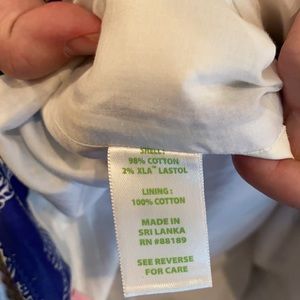 SHELL:
98% COTTON
2% XLA™ LASTOL
LINING:
100% COTTON
MADE IN
SRI LANKA
RN #88189
SEE REVERSE
FOR CARE